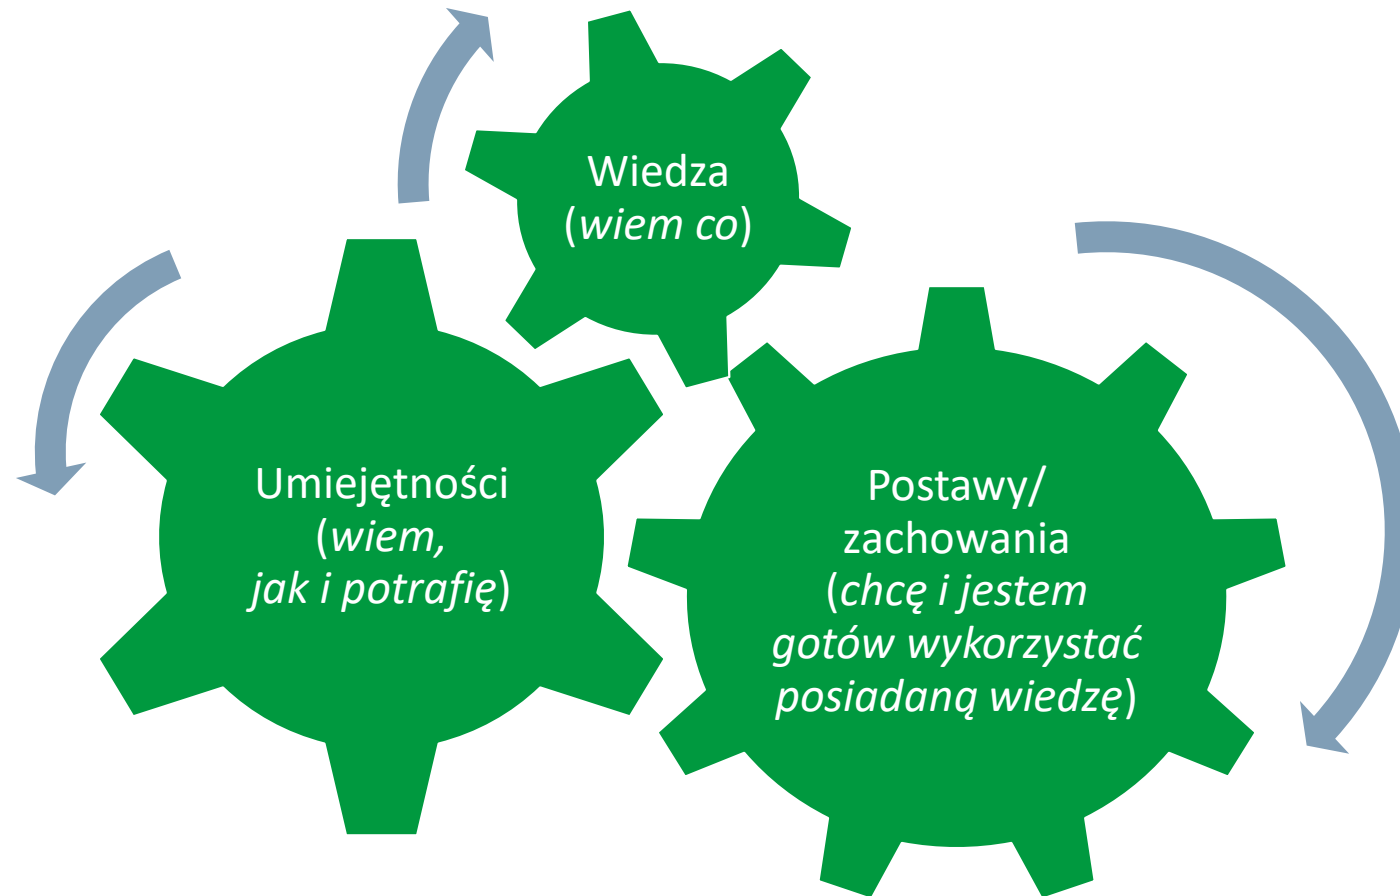 Wiedza
(wiem co)
Umiejętności
(wiem,
jak i potrafię)
Postawy/
zachowania
(chcę i jestem
gotów wykorzystać
posiadaną wiedzę)